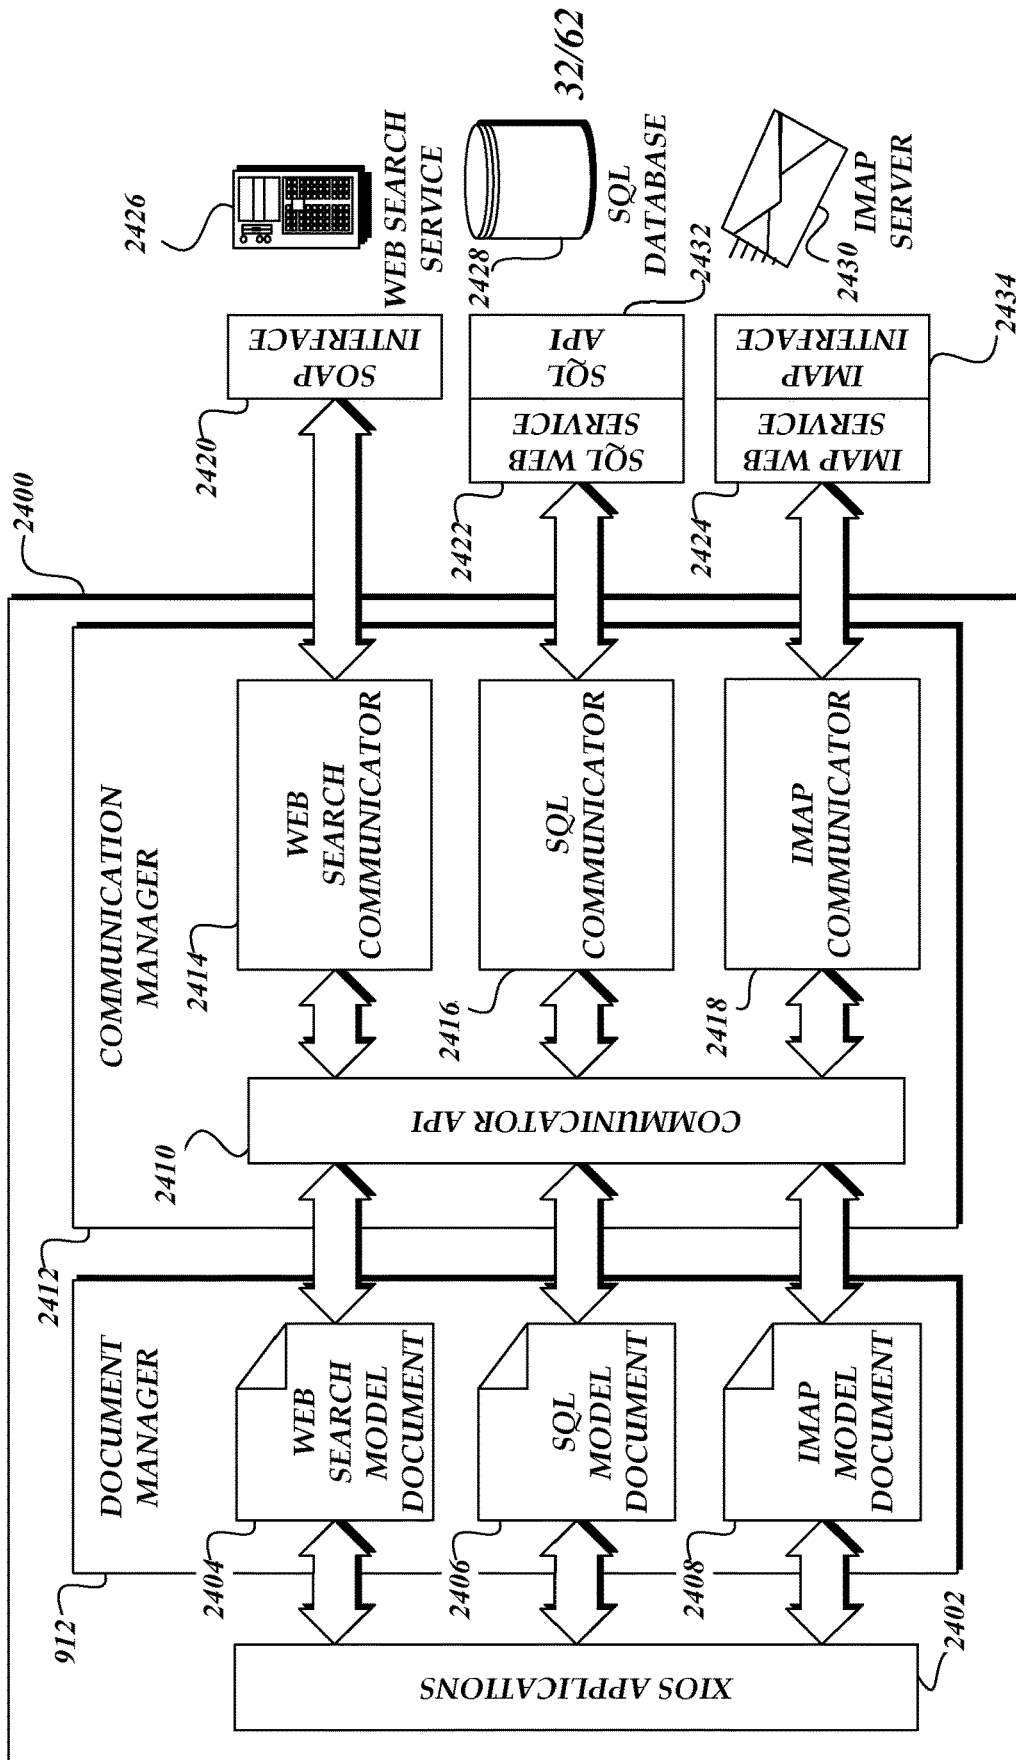 32/62
2400
912
DOCUMENT
MANAGER
2412
COMMUNICATION
MANAGER
XIOS APPLICATIONS
2402
2404
WEB
SEARCH
MODEL
DOCUMENT
2406
SQL
MODEL
DOCUMENT
2408
IMAP
MODEL
DOCUMENT
2410
COMMUNICATOR API
2414
WEB
SEARCH
COMMUNICATOR
2416
SQL
COMMUNICATOR
2418
IMAP
COMMUNICATOR
2420
SOAP
INTERFACE
2426
WEB SEARCH
SERVICE
2422
SQL WEB
SERVICE
SQL
API
2432
2428
SQL
DATABASE
2424
IMAP WEB
SERVICE
IMAP
INTERFACE
2434
2430
IMAP
SERVER